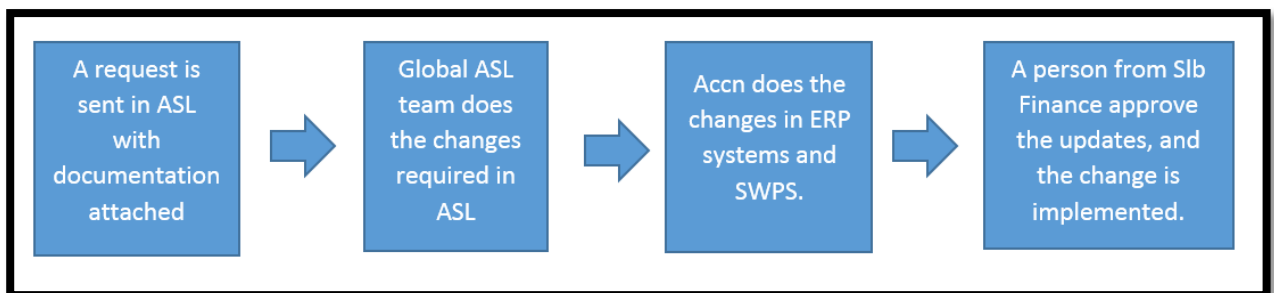 A request is
sent in ASL
with
documentation
attached
Global ASL
team does
the changes
required in
ASL
Accn does the
changes in ERP
systems and
SWPS.
A person from Slb
Finance approve
the updates, and
the change is
implemented.